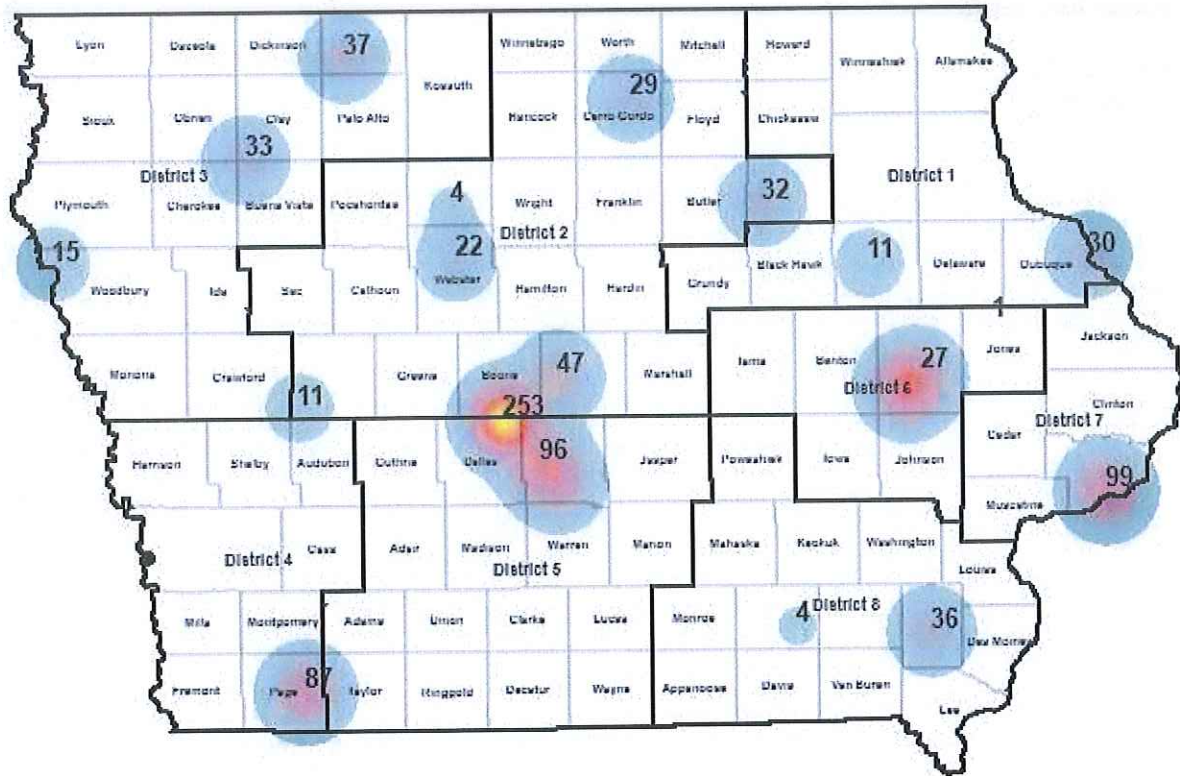 Lyon Osceola Dickinson 37 Kossuth Winnebago Worth Mitchell Howard Winneshiek Allamakee
Sioux Obrien Clay Palo Alto Hancock 29 Cerro Gordo Floyd Chickasaw
33
District 3 District 1
Plymouth Cherokee Buena Vista Pocahontas 4 Wright Franklin Butler 32
District 2
15 22 11 30
Woodbury Ida Sac Calhoun Webster Hamilton Hardin Grundy Black Hawk Delaware Dubuque
1
Monona Crawford 11 Greene Boone 47 Marshall Tama Benton 27 Jones Jackson
District 6
253 Clinton
District 7
Harrison Shelby Audubon Guthrie Dallas 96 Jasper Poweshiek Iowa Johnson Cedar
99
Muscatine
District 4 Cass Adair Madison Warren Marion Mahaska Keokuk Washington
District 5 Louisa
Mills Montgomery Adams Union Clarke Lucas Monroe 4 District 8 36 Des Moines
Fremont Page 87 Taylor Ringgold Decatur Wayne Appanoose Davis Van Buren
Lee